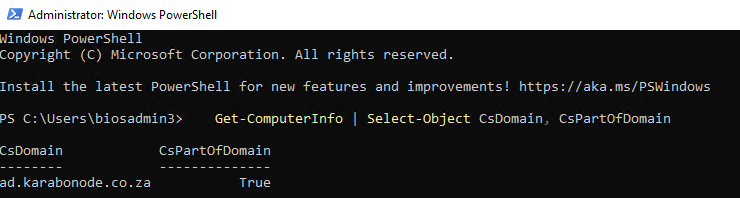 Administrator: Windows PowerShell
Windows PowerShell
Copyright (C) Microsoft Corporation. All rights reserved.
Install the latest PowerShell for new features and improvements! https://aka.ms/PSWindows
PS C:\Users\biosadmin3>    Get-ComputerInfo | Select-Object CsDomain, CsPartOfDomain
CsDomain            CsPartOfDomain
--------            --------------
ad.karabonode.co.za           True